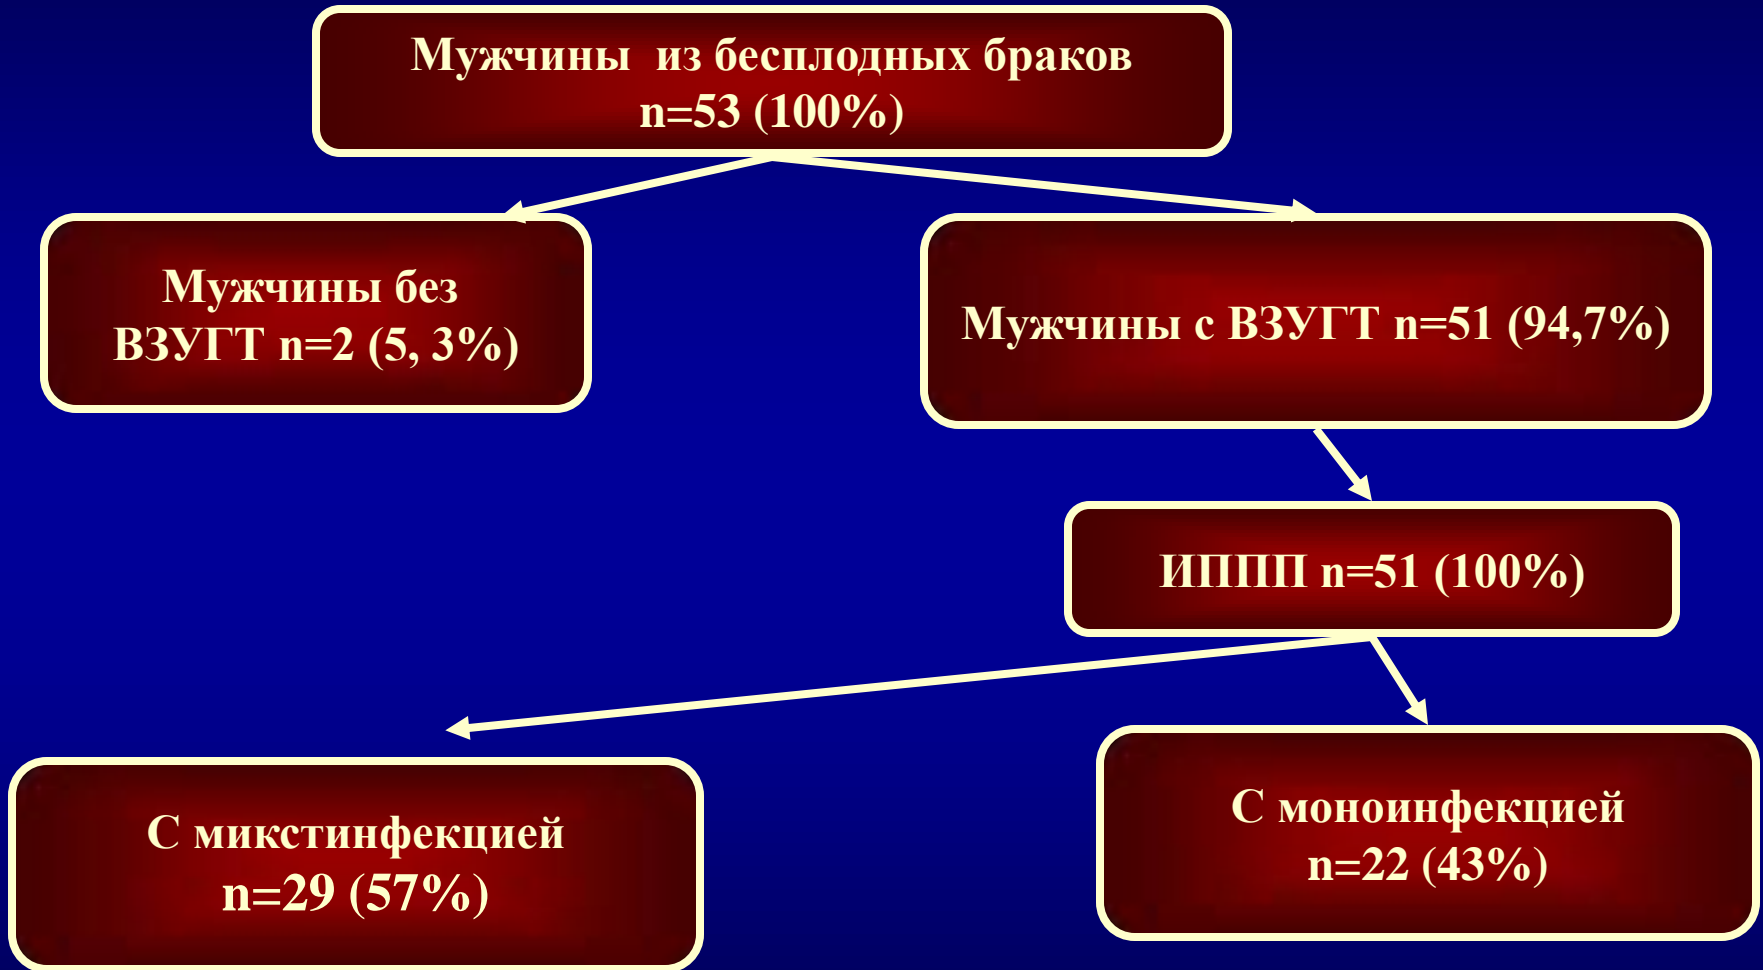 Мужчины из бесплодных браков
n=53 (100%)
Мужчины без
ВЗУГТ n=2 (5, 3%)
Мужчины с ВЗУГТ n=51 (94,7%)
ИППП n=51 (100%)
С микстинфекцией
n=29 (57%)
С моноинфекцией
n=22 (43%)